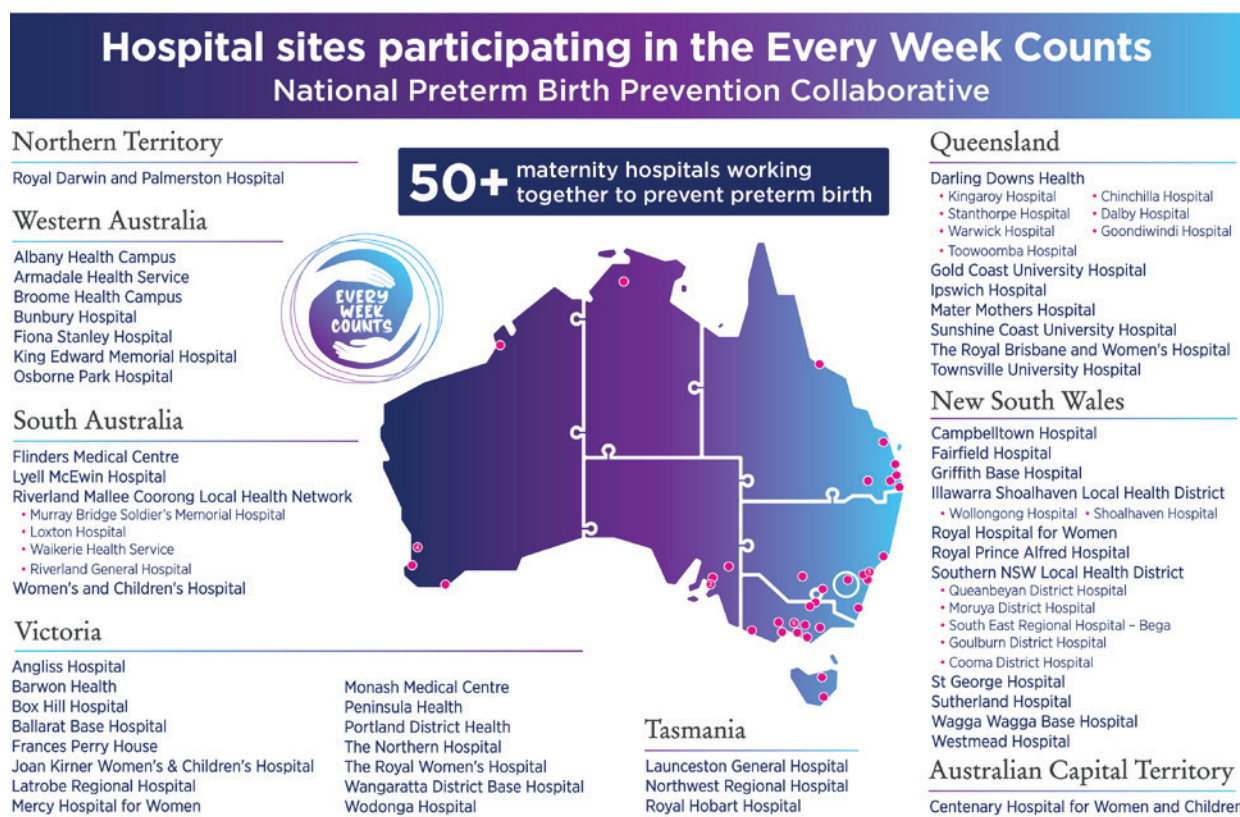 Hospital sites participating in the Every Week Counts
National Preterm Birth Prevention Collaborative
50+ maternity hospitals working
together to prevent preterm birth
EVERY
WEEK
COUNTS
Northern Territory
Royal Darwin and Palmerston Hospital
Western Australia
Albany Health Campus
Armadale Health Service
Broome Health Campus
Bunbury Hospital
Fiona Stanley Hospital
King Edward Memorial Hospital
Osborne Park Hospital
South Australia
Flinders Medical Centre
Lyell McEwin Hospital
Riverland Mallee Coorong Local Health Network
• Murray Bridge Soldier's Memorial Hospital
• Loxton Hospital
• Waikerie Health Service
• Riverland General Hospital
Women's and Children's Hospital
Victoria
Angliss Hospital
Barwon Health
Box Hill Hospital
Ballarat Base Hospital
Frances Perry House
Joan Kirner Women's & Children's Hospital
Latrobe Regional Hospital
Mercy Hospital for Women
Monash Medical Centre
Peninsula Health
Portland District Health
The Northern Hospital
The Royal Women's Hospital
Wangaratta District Base Hospital
Wodonga Hospital
Tasmania
Launceston General Hospital
Northwest Regional Hospital
Royal Hobart Hospital
Queensland
Darling Downs Health
• Kingaroy Hospital • Chinchilla Hospital
• Stanthorpe Hospital • Dalby Hospital
• Warwick Hospital • Goondiwindi Hospital
• Toowoomba Hospital
Gold Coast University Hospital
Ipswich Hospital
Mater Mothers Hospital
Sunshine Coast University Hospital
The Royal Brisbane and Women's Hospital
Townsville University Hospital
New South Wales
Campbelltown Hospital
Fairfield Hospital
Griffith Base Hospital
Illawarra Shoalhaven Local Health District
• Wollongong Hospital • Shoalhaven Hospital
Royal Hospital for Women
Royal Prince Alfred Hospital
Southern NSW Local Health District
• Queanbeyan District Hospital
• Moruya District Hospital
• South East Regional Hospital – Bega
• Goulburn District Hospital
• Cooma District Hospital
St George Hospital
Sutherland Hospital
Wagga Wagga Base Hospital
Westmead Hospital
Australian Capital Territory
Centenary Hospital for Women and Children